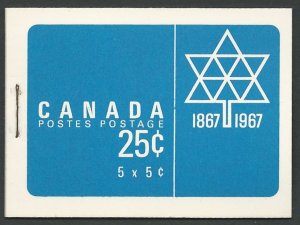 CANADA
POSTES POSTAGE
25¢
5 x 5¢
1867 1967